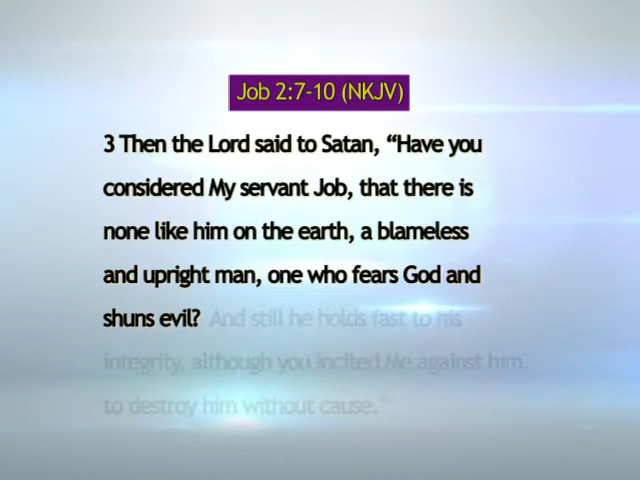 Job 2:7-10 (NKJV)
3 Then the Lord said to Satan, “Have you
considered My servant Job, that there is
none like him on the earth, a blameless
and upright man, one who fears God and
shuns evil? And still he holds fast to his
integrity, although you incited Me against him,
to destroy him without cause.”